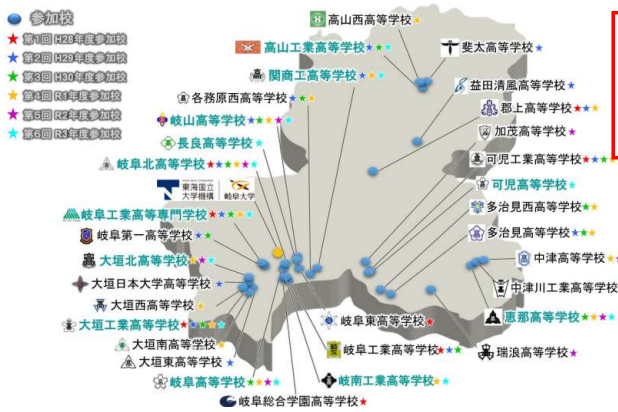 参加校
★ 第1回 H28年度参加校
★ 第2回 H29年度参加校
★ 第3回 H30年度参加校
★ 第4回 R1年度参加校
★ 第5回 R2年度参加校
★ 第6回 R3年度参加校
高山西高等学校★
高山工業高等学校★★★
関商工高等学校★★★
各務原西高等学校★★★
岐山高等学校★★★★★
長良高等学校★
岐阜北高等学校★★★★★★
東海国立
大学機構
岐阜大学
岐阜工業高等専門学校★★★★★
岐阜第一高等学校★★
大垣北高等学校★★★
大垣日本大学高等学校★
大垣西高等学校★
大垣工業高等学校★★★★★
大垣南高等学校★
大垣東高等学校★
岐阜高等学校★★★★
岐阜総合学園高等学校★
斐太高等学校★
益田清風高等学校★
郡上高等学校★★★
加茂高等学校★
可児工業高等学校★★★★
可児高等学校★
多治見西高等学校★★
多治見高等学校★★★
中津高等学校★★
中津川工業高等学校
恵那高等学校★★★★
瑞浪高等学校★
岐阜東高等学校★
岐阜工業高等学校★★★
岐南工業高等学校★★